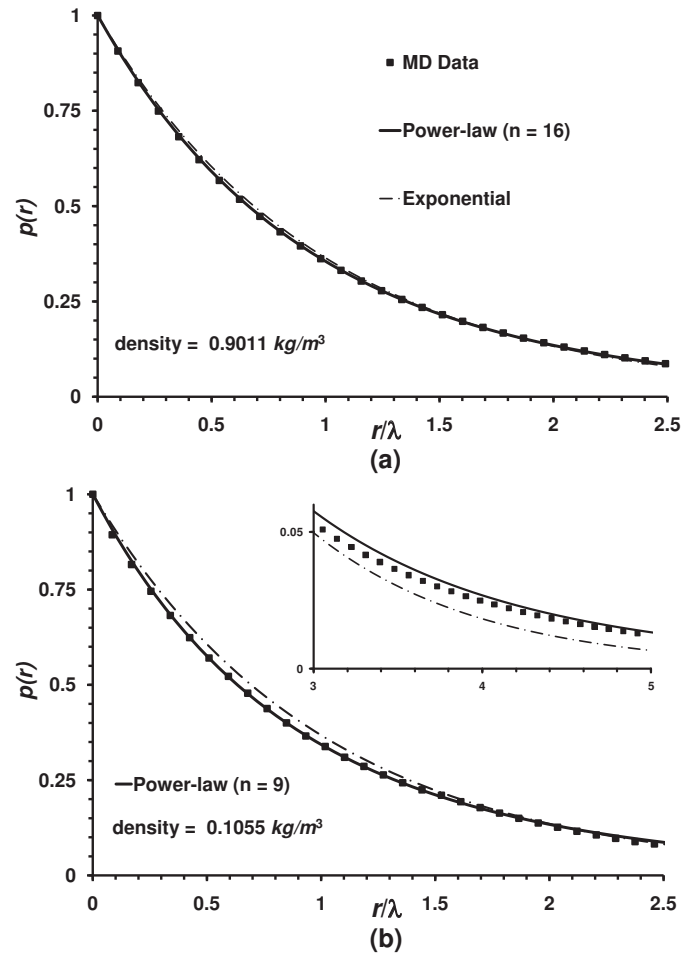 1
0.75
0.5
0.25
0
p(r)
MD Data
Power-law (n = 16)
Exponential
density = 0.9011 kg/m³
0 0.5 1 1.5 2 2.5
r/λ
(a)
1
0.75
0.5
0.25
0
p(r)
0.05
0
3 4 5
Power-law (n = 9)
density = 0.1055 kg/m³
0 0.5 1 1.5 2 2.5
r/λ
(b)